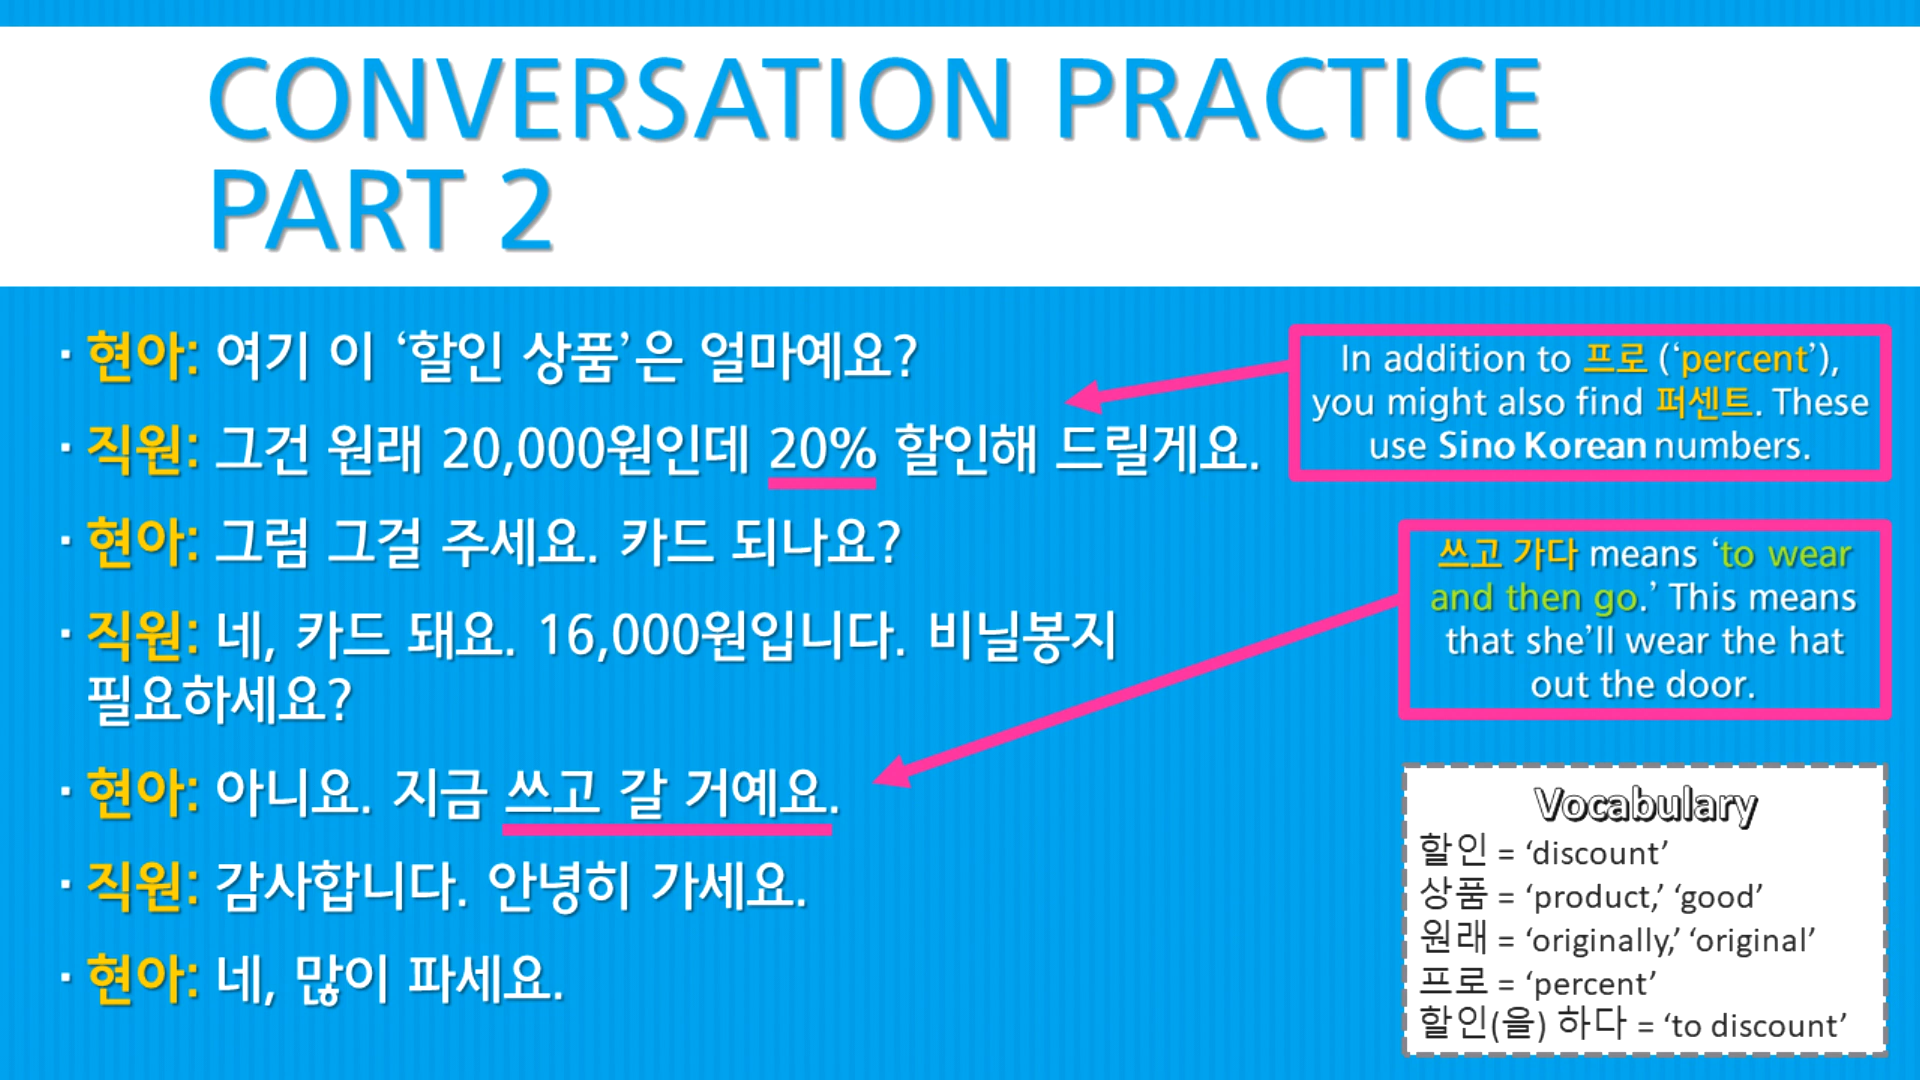 CONVERSATION PRACTICE
PART 2
· 현아: 여기 이 ‘할인 상품’은 얼마예요?
· 직원: 그건 원래 20,000원인데 20% 할인해 드릴게요.
· 현아: 그럼 그걸 주세요. 카드 되나요?
· 직원: 네, 카드 돼요. 16,000원입니다. 비닐봉지
필요하세요?
· 현아: 아니요. 지금 쓰고 갈 거예요.
· 직원: 감사합니다. 안녕히 가세요.
· 현아: 네, 많이 파세요.
In addition to 프로 (‘percent’),
you might also find 퍼센트. These
use Sino Korean numbers.
쓰고 가다 means ‘to wear
and then go.’ This means
that she’ll wear the hat
out the door.
Vocabulary
할인 = ‘discount’
상품 = ‘product,’ ‘good’
원래 = ‘originally,’ ‘original’
프로 = ‘percent’
할인(을) 하다 = ‘to discount’